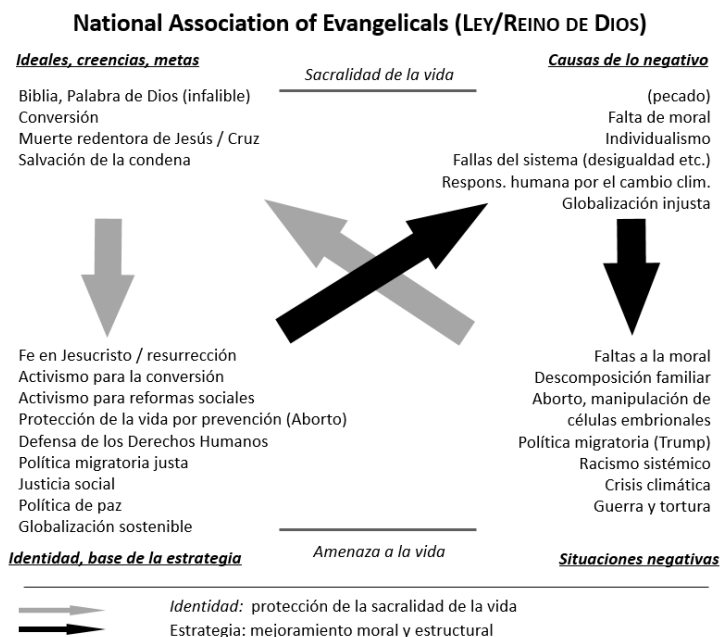 National Association of Evangelicals (LEY/REINO DE DIOS)
Ideales, creencias, metas
Biblia, Palabra de Dios (infalible)
Conversión
Muerte redentora de Jesús / Cruz
Salvación de la condena
Sacralidad de la vida
Causas de lo negativo
(pecado)
Falta de moral
Individualismo
Fallas del sistema (desigualdad etc.)
Respons. humana por el cambio clim.
Globalización injusta
Fe en Jesucristo / resurrección
Activismo para la conversión
Activismo para reformas sociales
Protección de la vida por prevención (Aborto)
Defensa de los Derechos Humanos
Política migratoria justa
Justicia social
Política de paz
Globalización sostenible
Identidad, base de la estrategia
Amenaza a la vida
Faltas a la moral
Descomposición familiar
Aborto, manipulación de
células embrionales
Política migratoria (Trump)
Racismo sistémico
Crisis climática
Guerra y tortura
Situaciones negativas
Identidad: protección de la sacralidad de la vida
Estrategia: mejoramiento moral y estructural